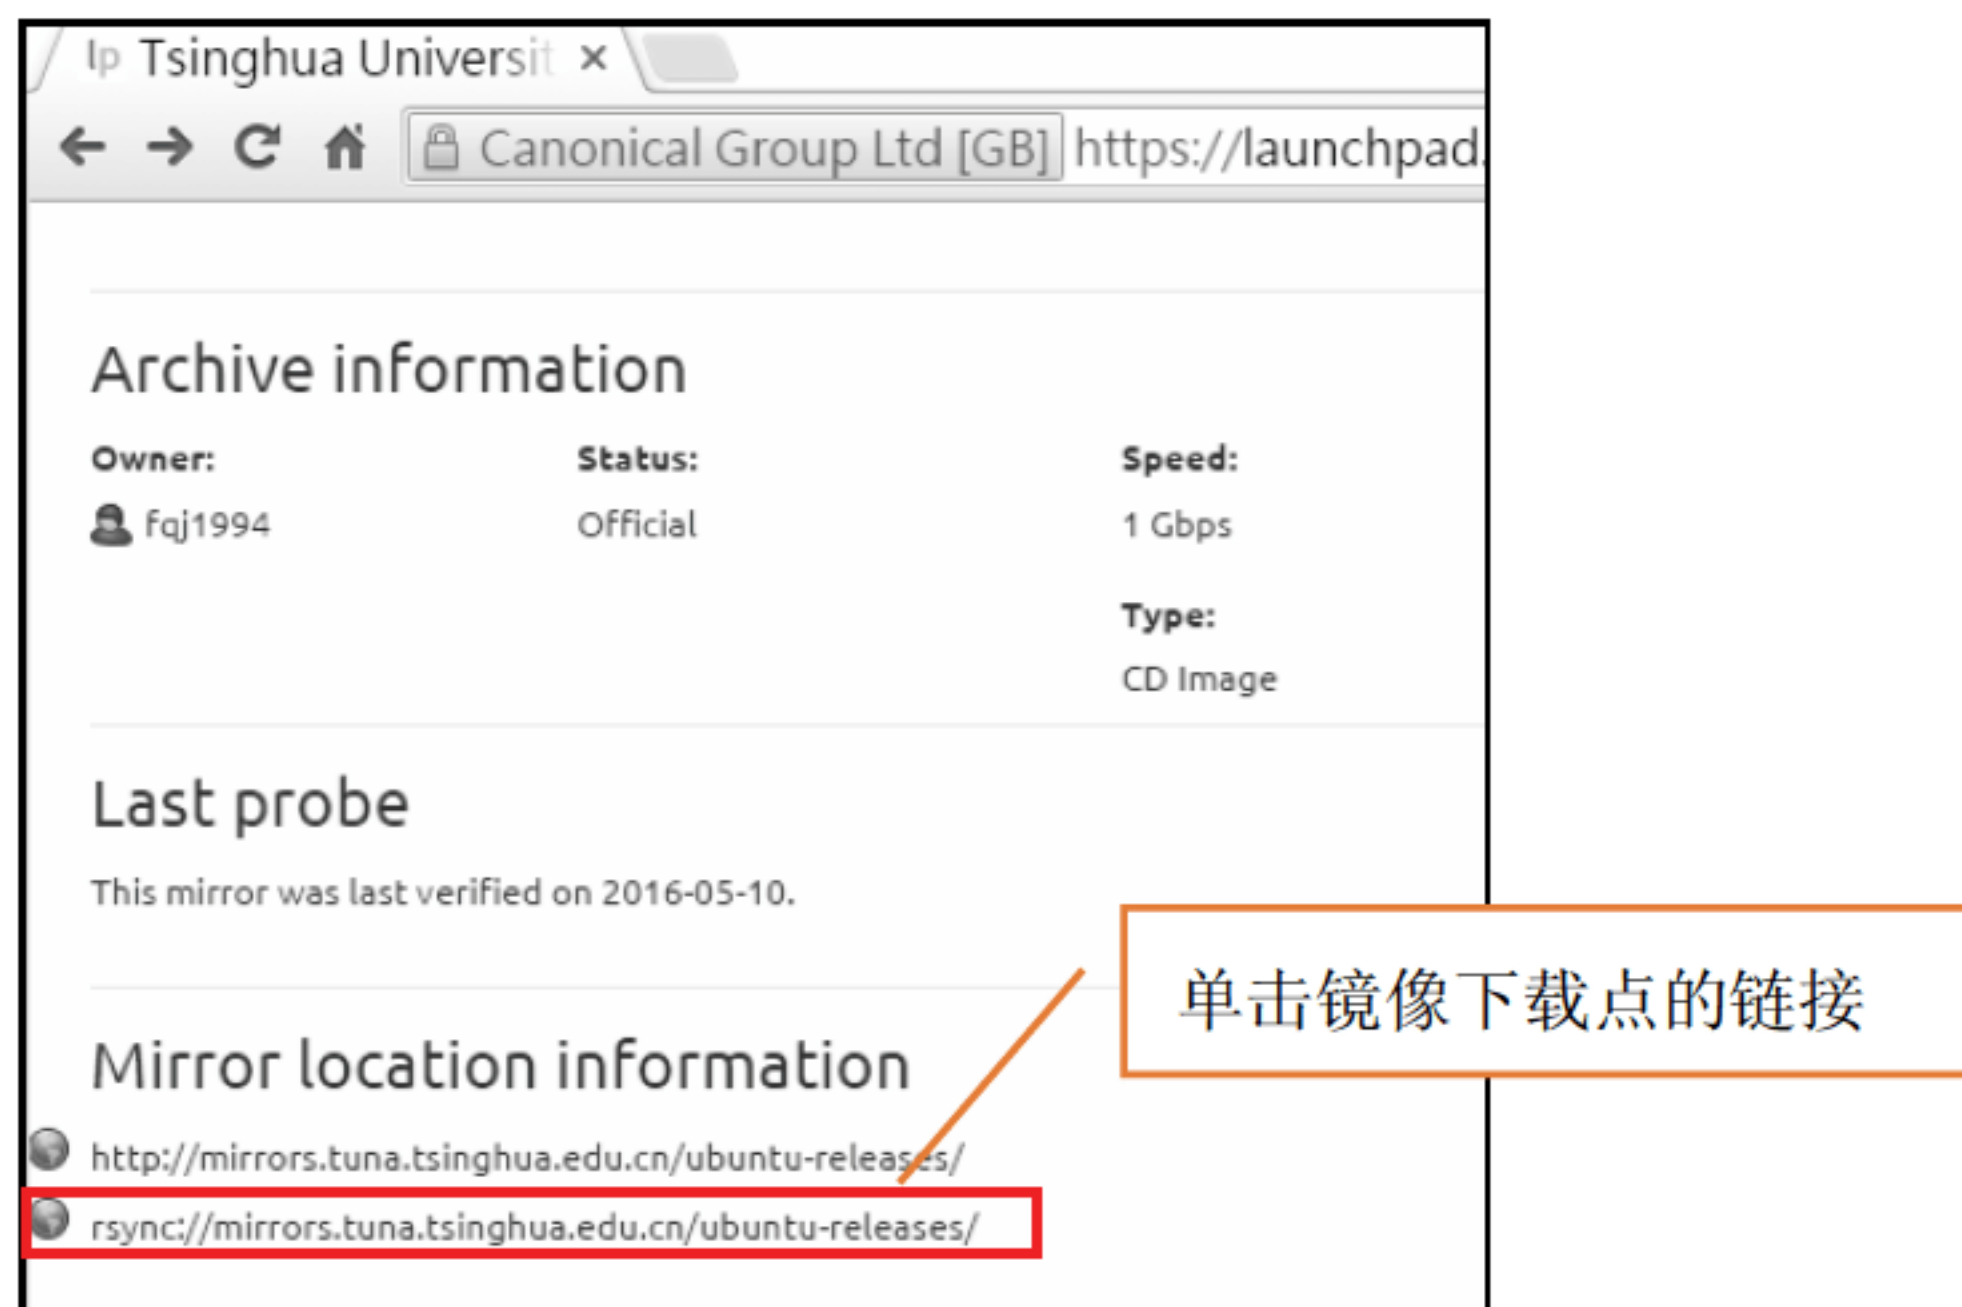 lp Tsinghua Universit ×
Canonical Group Ltd [GB] https://launchpad.
Archive information
Owner: Status: Speed:
fqj1994 Official 1 Gbps
Type:
CD Image
Last probe
This mirror was last verified on 2016-05-10.
单击镜像下载点的链接
Mirror location information
http://mirrors.tuna.tsinghua.edu.cn/ubuntu-releases/
rsync://mirrors.tuna.tsinghua.edu.cn/ubuntu-releases/